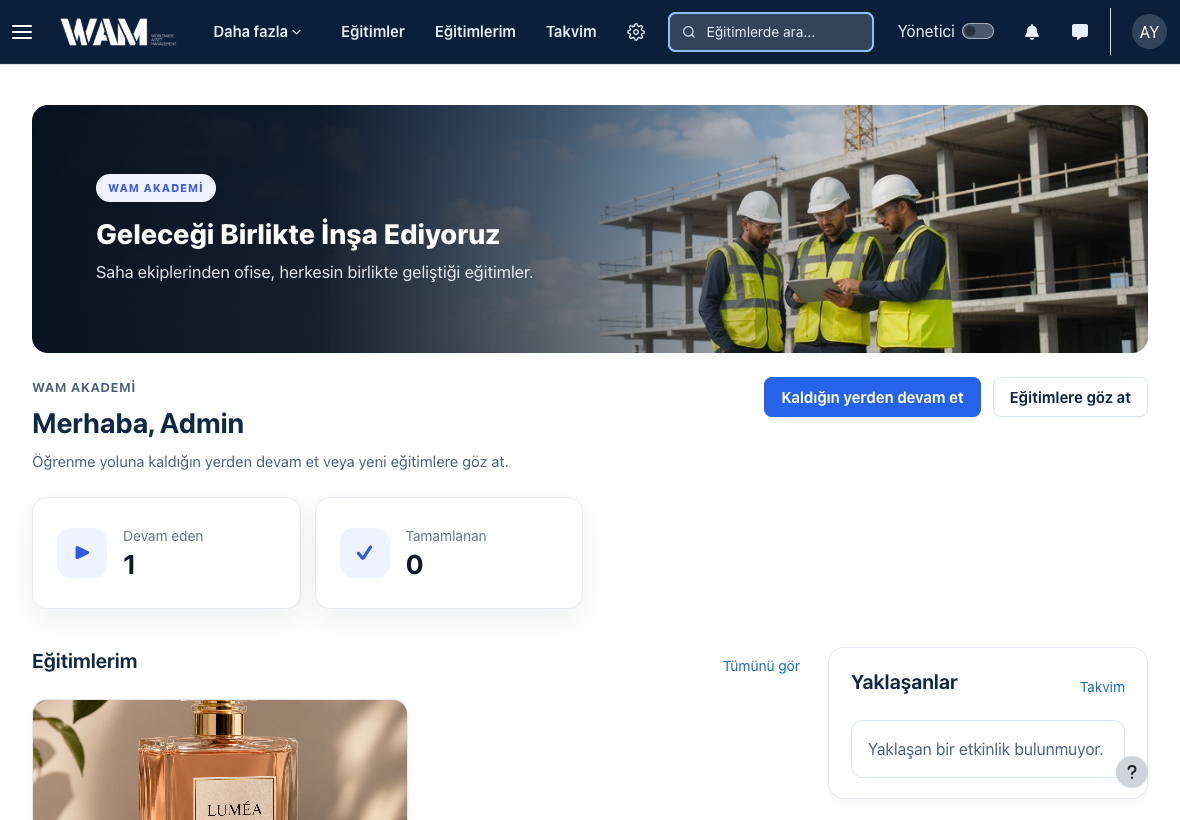 WAM
WORLDWIDE
ASSET
MANAGEMENT
Daha fazla
Eğitimler
Eğitimlerim
Takvim
Eğitimlerde ara...
Yönetici
AY
WAM AKADEMİ
Geleceği Birlikte İnşa Ediyoruz
Saha ekiplerinden ofise, herkesin birlikte geliştiği eğitimler.
WAM AKADEMİ
Kaldığın yerden devam et
Eğitimlere göz at
Merhaba, Admin
Öğrenme yoluna kaldığın yerden devam et veya yeni eğitimlere göz at.
Devam eden
1
Tamamlanan
0
Eğitimlerim
Tümünü gör
Yaklaşanlar
Takvim
Yaklaşan bir etkinlik bulunmuyor.
?
LUMÉA